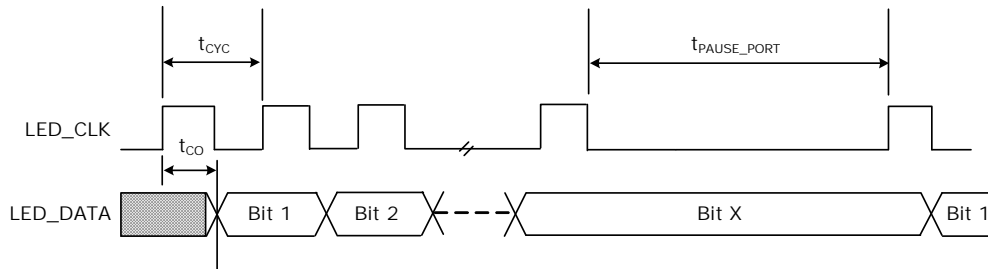 tCYC
tPAUSE_PORT
LED_CLK
tCO
LED_DATA
Bit 1
Bit 2
Bit X
Bit 1